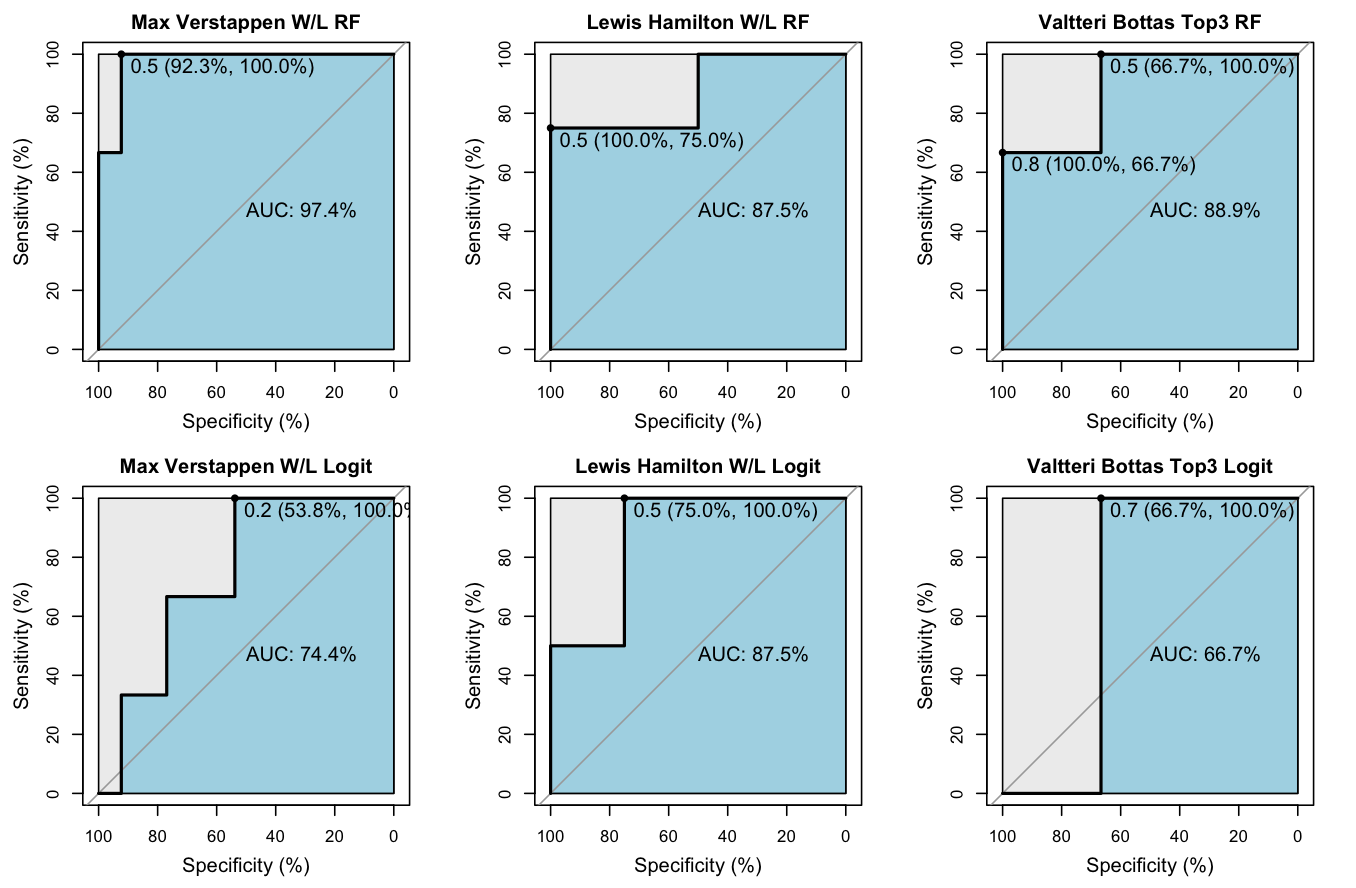 Max Verstappen W/L RF
Sensitivity (%)
100
80
60
40
20
0
0.5 (92.3%, 100.0%)
AUC: 97.4%
100 80 60 40 20 0
Specificity (%)
Lewis Hamilton W/L RF
Sensitivity (%)
100
80
60
40
20
0
0.5 (100.0%, 75.0%)
AUC: 87.5%
100 80 60 40 20 0
Specificity (%)
Valtteri Bottas Top3 RF
Sensitivity (%)
100
80
60
40
20
0
0.5 (66.7%, 100.0%)
0.8 (100.0%, 66.7%)
AUC: 88.9%
100 80 60 40 20 0
Specificity (%)
Max Verstappen W/L Logit
Sensitivity (%)
100
80
60
40
20
0
0.2 (53.8%, 100.0%
AUC: 74.4%
100 80 60 40 20 0
Specificity (%)
Lewis Hamilton W/L Logit
Sensitivity (%)
100
80
60
40
20
0
0.5 (75.0%, 100.0%)
AUC: 87.5%
100 80 60 40 20 0
Specificity (%)
Valtteri Bottas Top3 Logit
Sensitivity (%)
100
80
60
40
20
0
0.7 (66.7%, 100.0%)
AUC: 66.7%
100 80 60 40 20 0
Specificity (%)